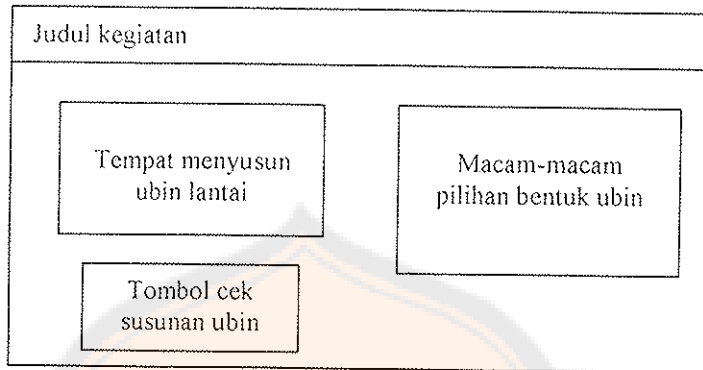 Judul kegiatan
Tempat menyusun
ubin lantai
Macam-macam
pilihan bentuk ubin
Tombol cek
susunan ubin